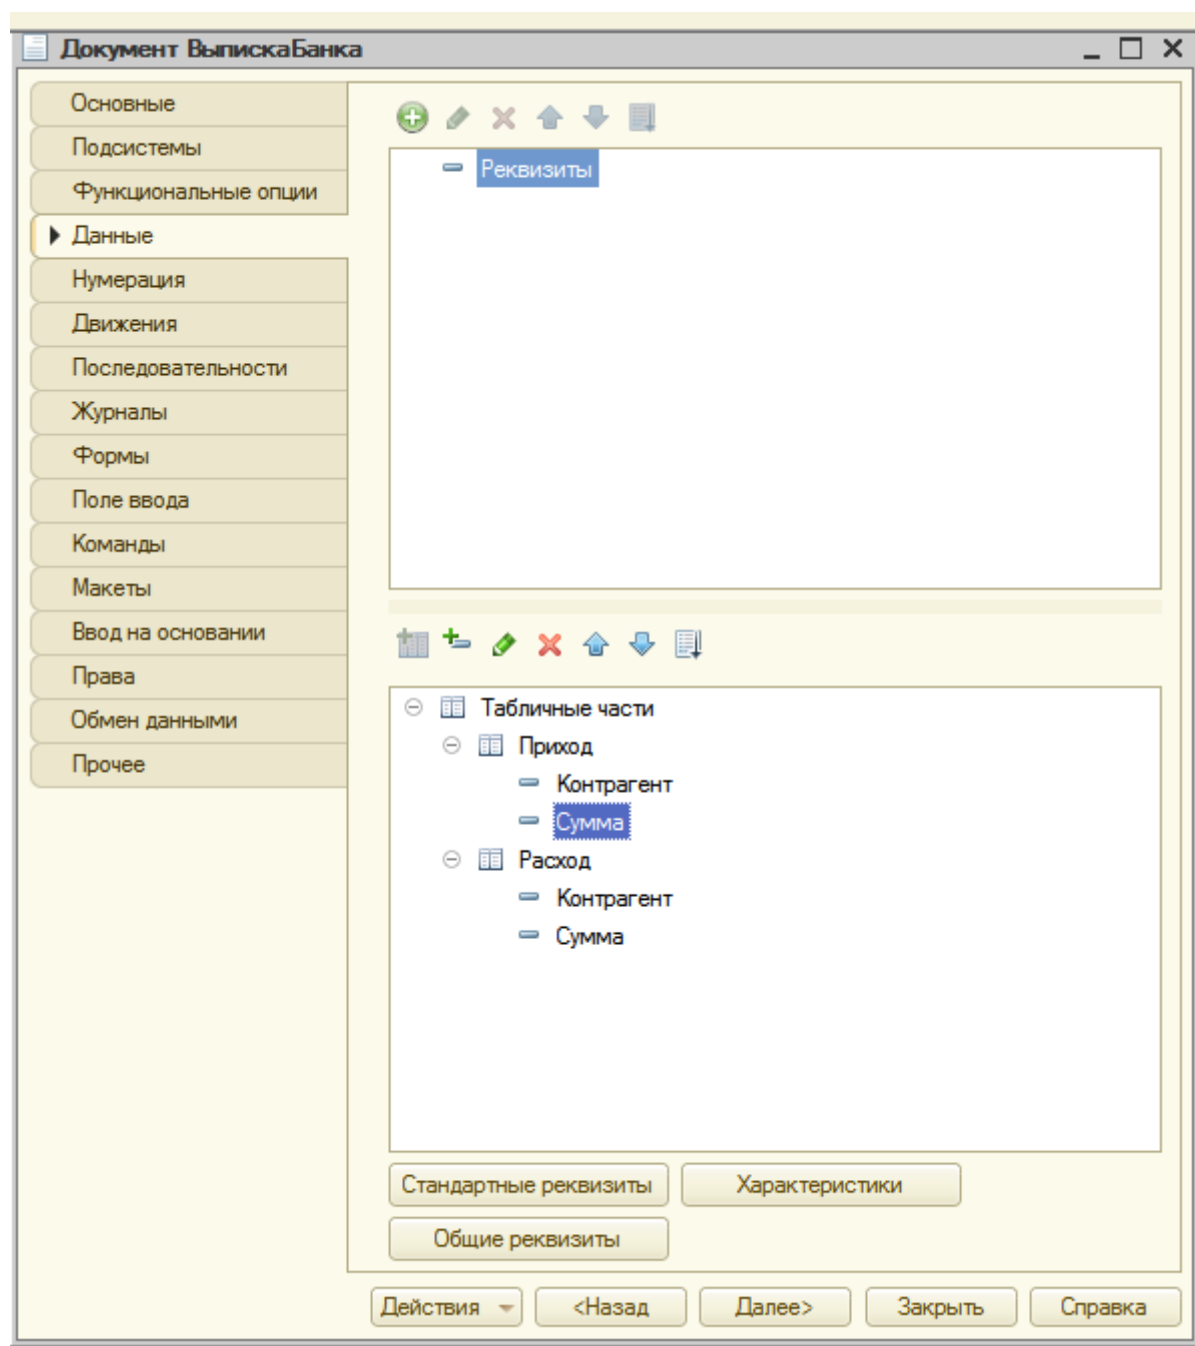 Документ ВыпискаБанка
Основные
Подсистемы
Функциональные опции
Данные
Нумерация
Движения
Последовательности
Журналы
Формы
Поле ввода
Команды
Макеты
Ввод на основании
Права
Обмен данными
Прочее
Реквизиты
Табличные части
Приход
Контрагент
Сумма
Расход
Контрагент
Сумма
Стандартные реквизиты
Характеристики
Общие реквизиты
Действия
<Назад
Далее>
Закрыть
Справка